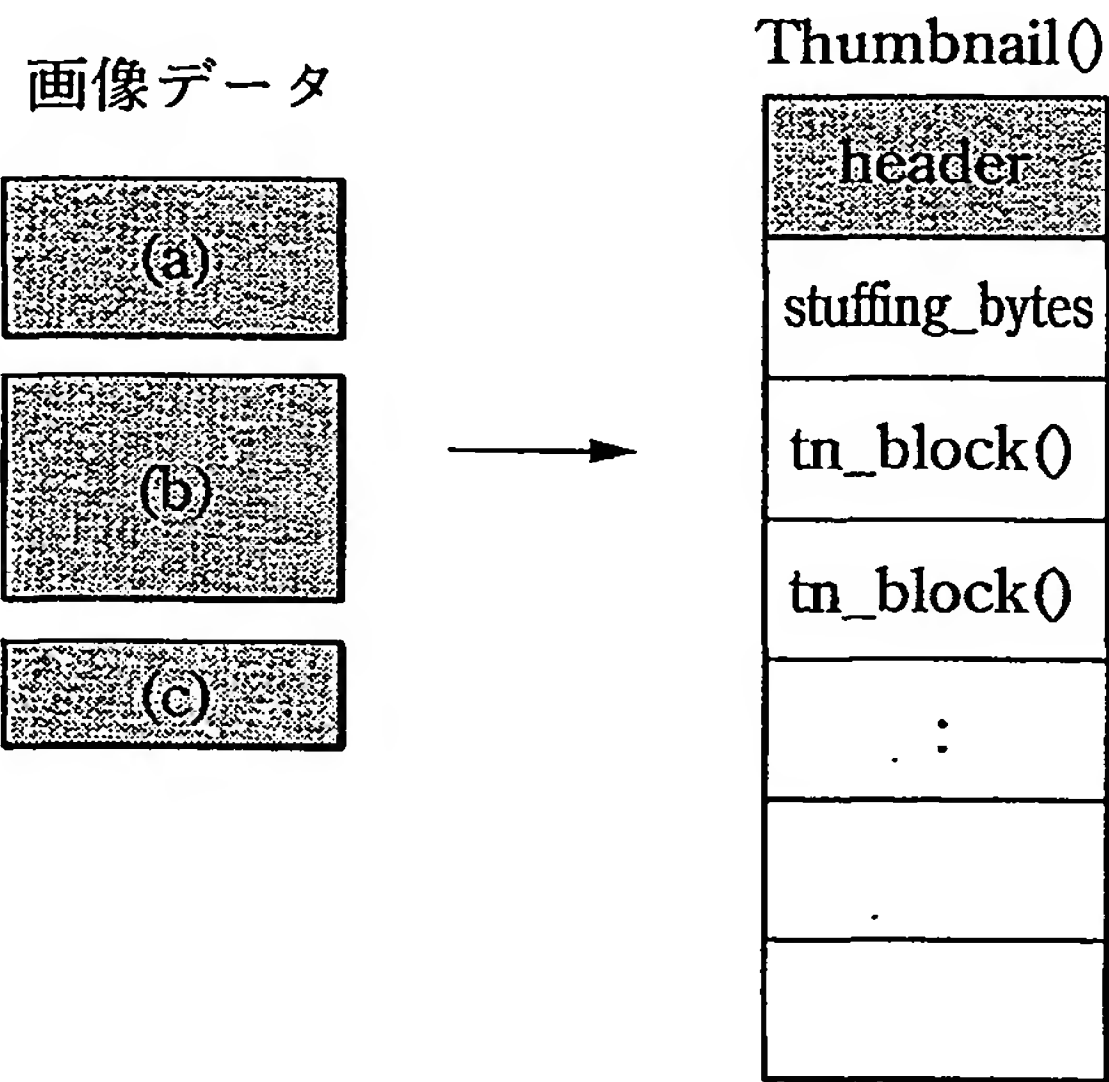 画像データ
(a)
(b)
(c)
Thumbnail()
header
stuffing_bytes
tn_block()
tn_block()
: